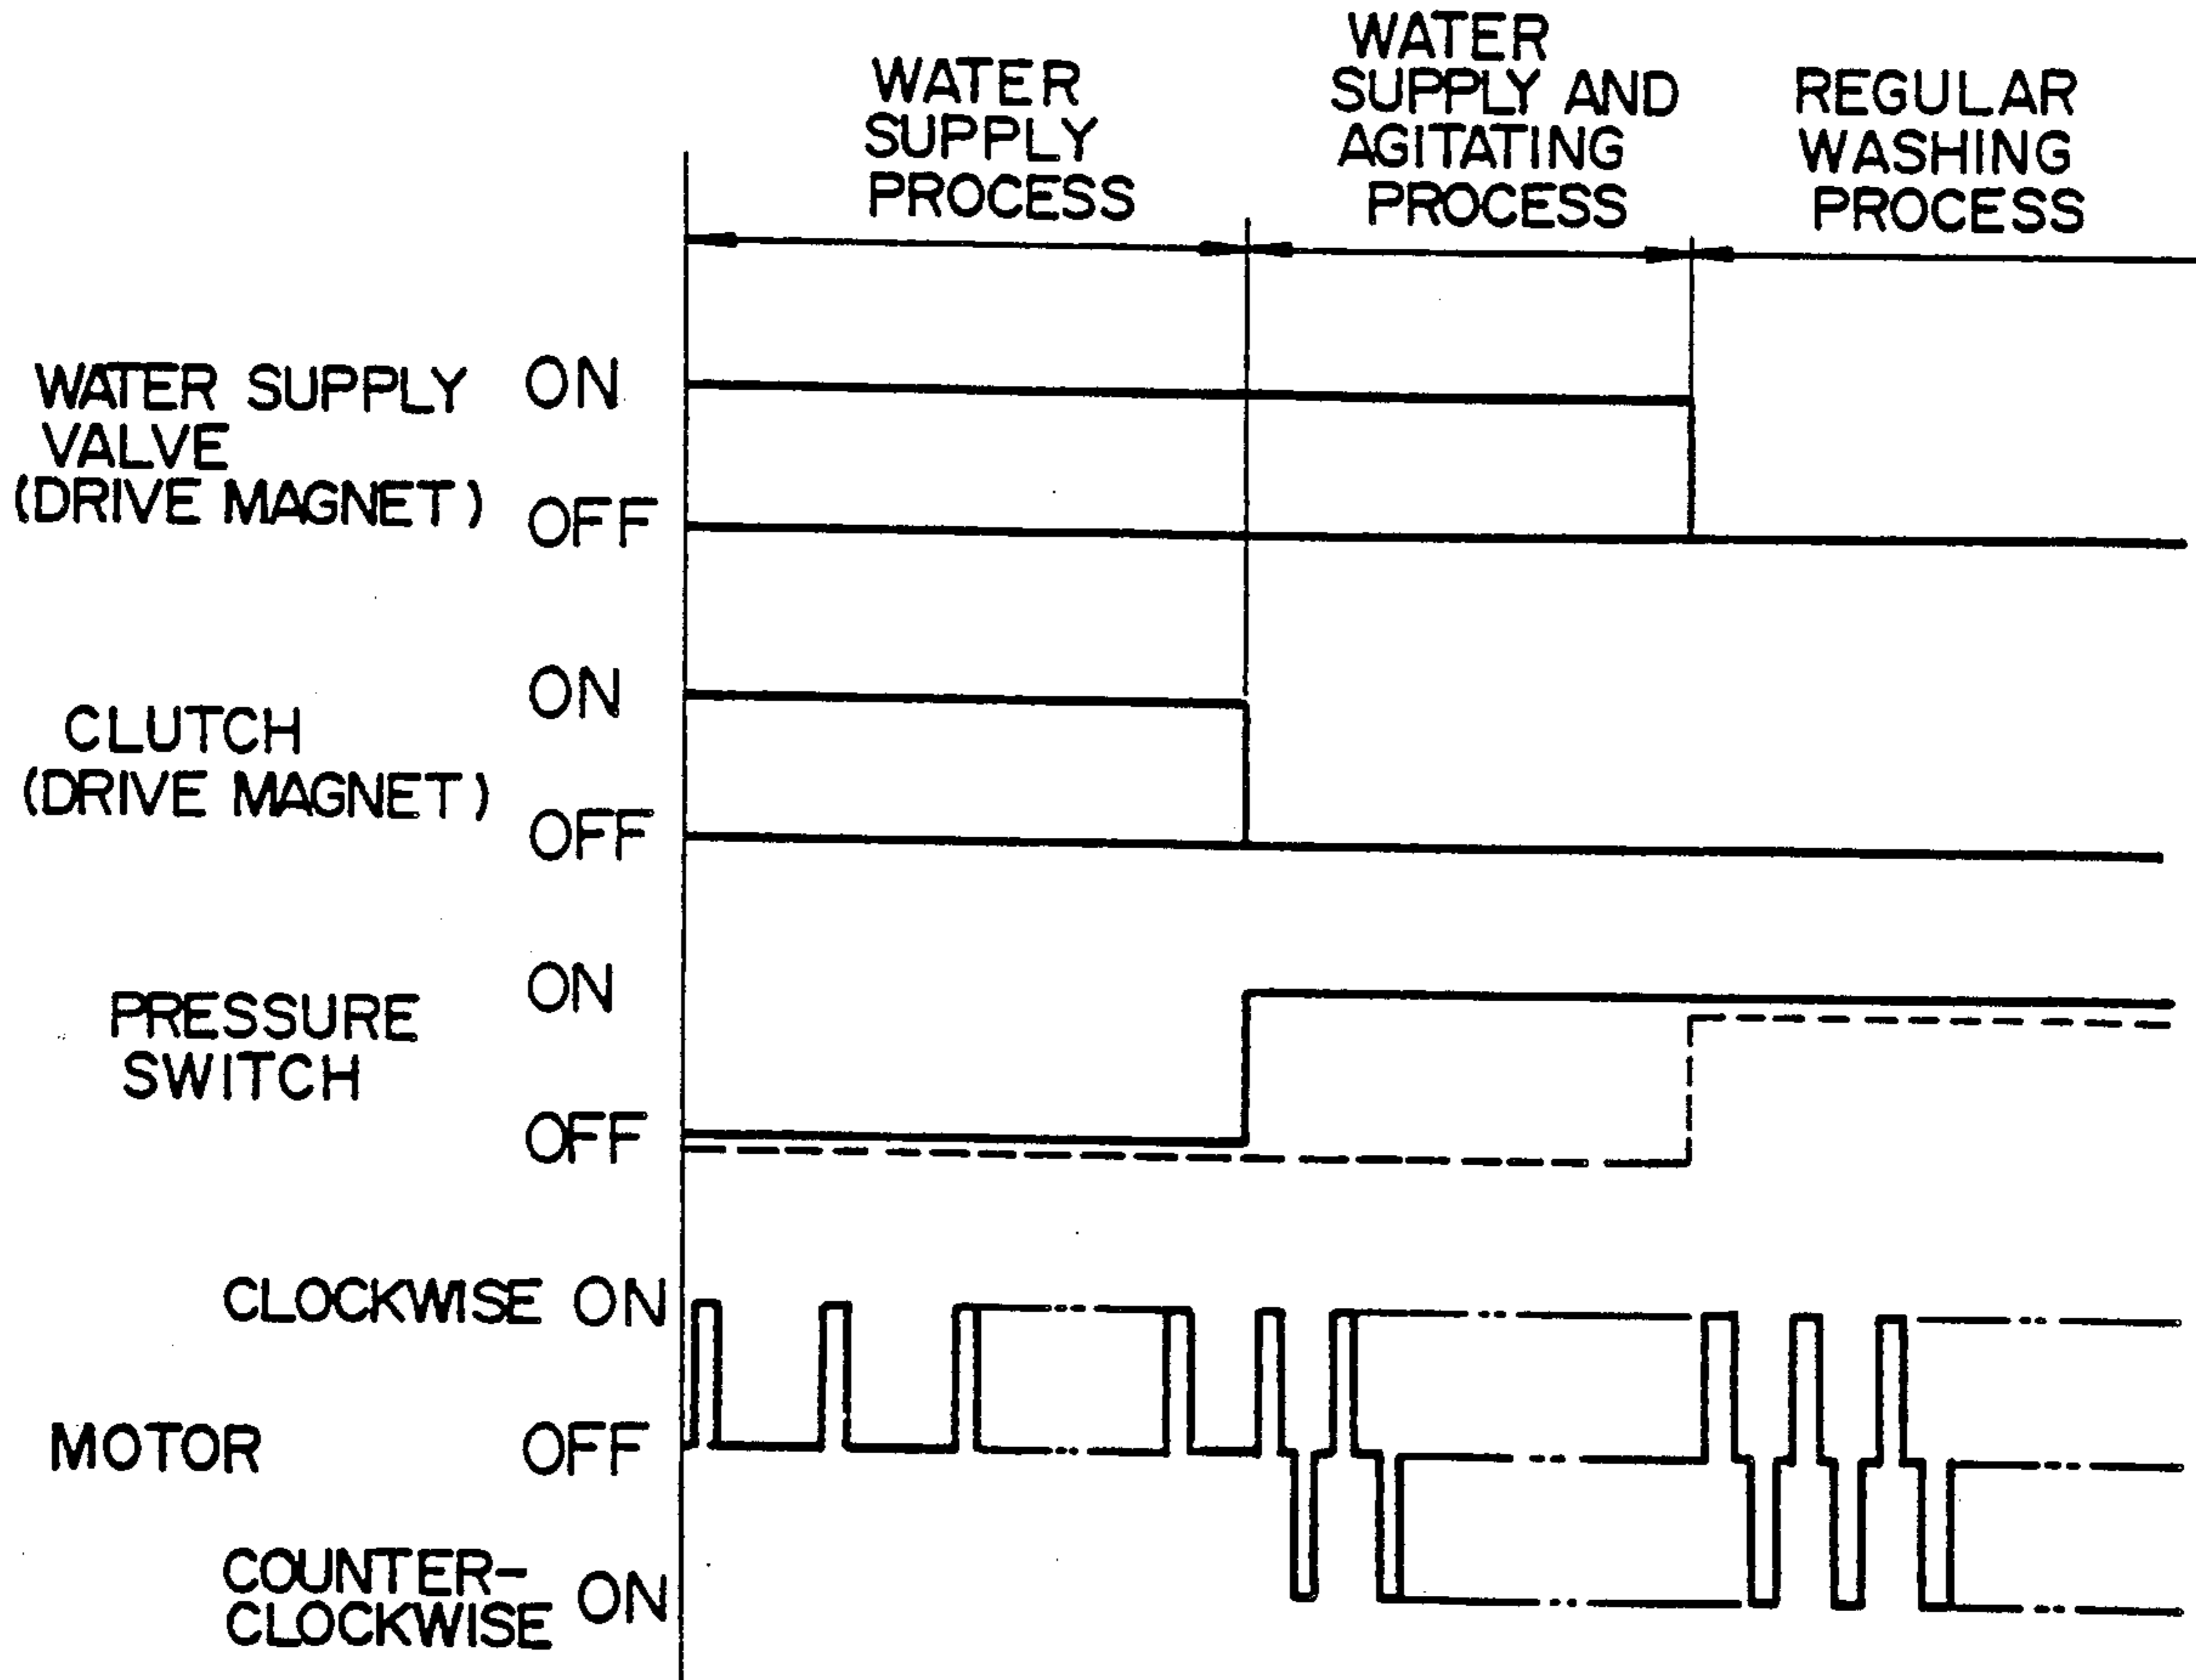 WATER
SUPPLY
PROCESS
WATER
SUPPLY AND
AGITATING
PROCESS
REGULAR
WASHING
PROCESS
WATER SUPPLY ON
VALVE
(DRIVE MAGNET) OFF
ON
CLUTCH
(DRIVE MAGNET)
OFF
ON
PRESSURE
SWITCH
OFF
CLOCKWISE ON
MOTOR OFF
COUNTER-
CLOCKWISE ON